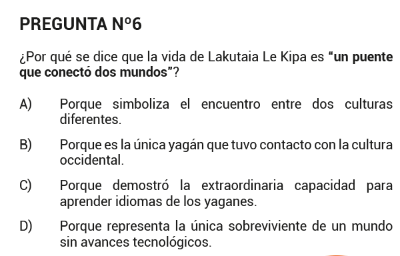 PREGUNTA Nº6
¿Por qué se dice que la vida de Lakutaia Le Kipa es “un puente
que conectó dos mundos”?
A) Porque simboliza el encuentro entre dos culturas
diferentes.
B) Porque es la única yagán que tuvo contacto con la cultura
occidental.
C) Porque demostró la extraordinaria capacidad para
aprender idiomas de los yaganes.
D) Porque representa la única sobreviviente de un mundo
sin avances tecnológicos.